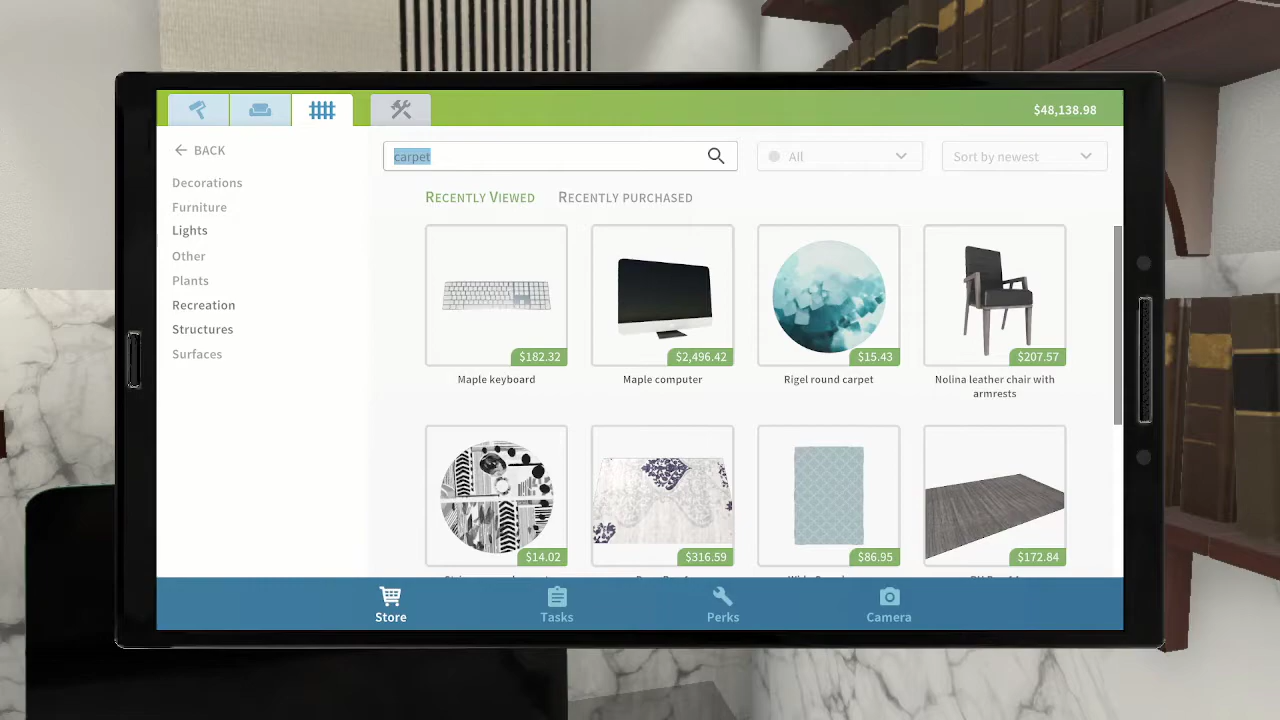 $48,138.98
BACK
carpet
All
Sort by newest
Decorations
Furniture
Lights
Other
Plants
Recreation
Structures
Surfaces
RECENTLY VIEWED
RECENTLY PURCHASED
$182.32
$2,496.42
$15.43
$207.57
Maple keyboard
Maple computer
Rigel round carpet
Nolina leather chair with
armrests
$14.02
$316.59
$86.95
$172.84
Store
Tasks
Perks
Camera